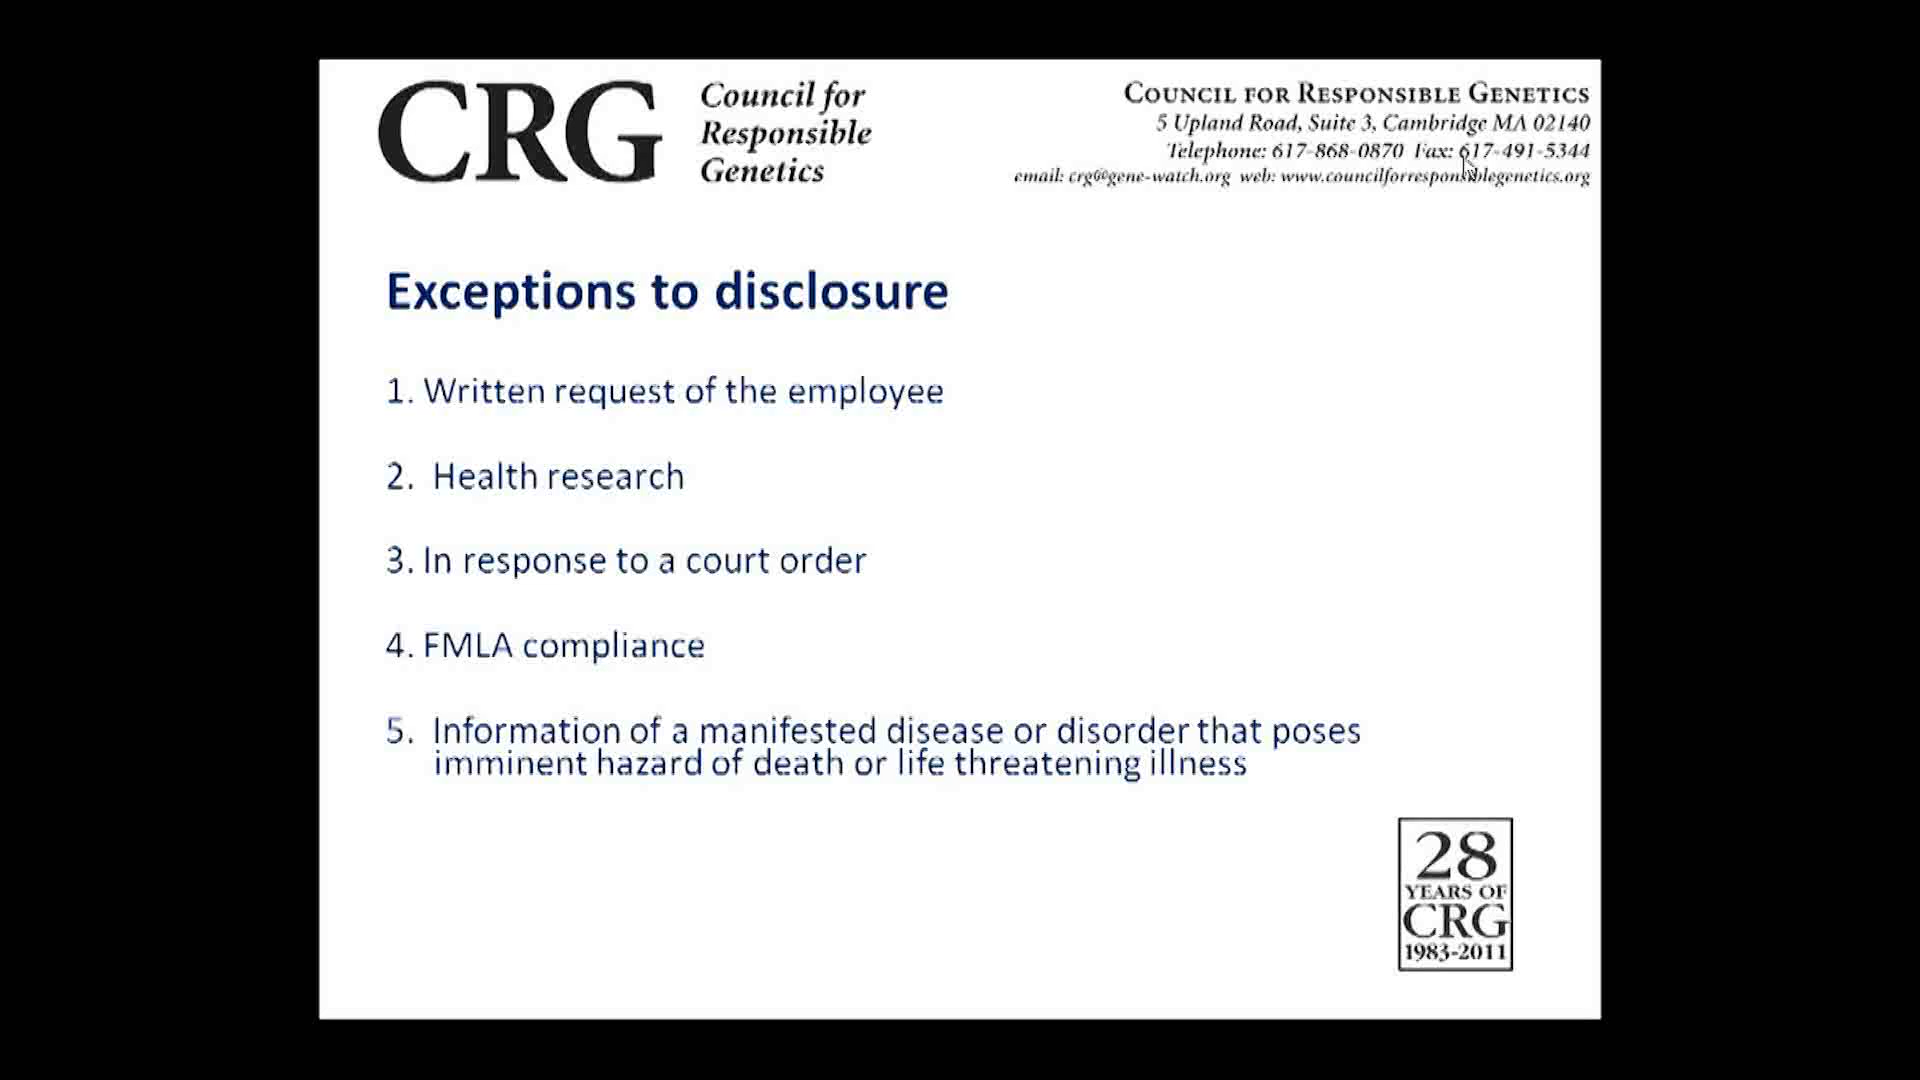 CRG
Council for
Responsible
Genetics
COUNCIL FOR RESPONSIBLE GENETICS
5 Upland Road, Suite 3, Cambridge MA 02140
Telephone: 617-868-0870 Fax: 617-491-5344
email: crg@gene-watch.org web: www.councilforresponsiblegenetics.org
Exceptions to disclosure
1. Written request of the employee
2. Health research
3. In response to a court order
4. FMLA compliance
5. Information of a manifested disease or disorder that poses
imminent hazard of death or life threatening illness
28
YEARS OF
CRG
1983-2011